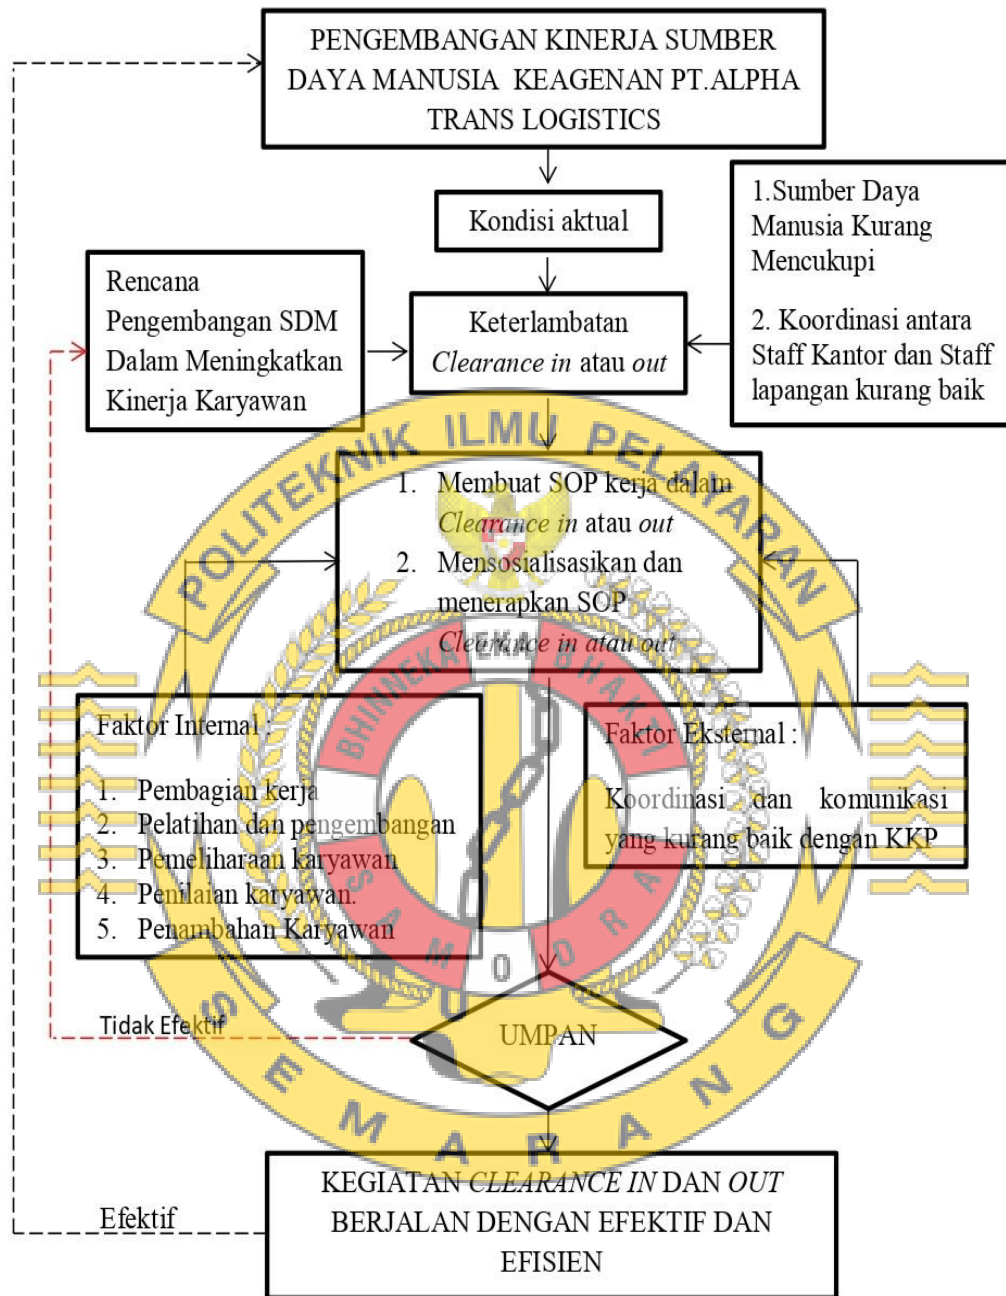 PENGEMBANGAN KINERJA SUMBER
DAYA MANUSIA KEAGENAN PT.ALPHA
TRANS LOGISTICS
Kondisi aktual
1.Sumber Daya
Manusia Kurang
Mencukupi
2. Koordinasi antara
Staff Kantor dan Staff
lapangan kurang baik
Rencana
Pengembangan SDM
Dalam Meningkatkan
Kinerja Karyawan
Keterlambatan
Clearance in atau out
POLITEKNIK ILMU PELAYARAN
1. Membuat SOP kerja dalam
Clearance in atau out
2. Mensosialisasikan dan
menerapkan SOP
Clearance in atau out
BHINNEKA EKA BHAKTI
Faktor Internal :
1. Pembagian kerja
2. Pelatihan dan pengembangan
3. Pemeliharaan karyawan
4. Penilaian karyawan.
5. Penambahan Karyawan
Faktor Eksternal :
Koordinasi dan komunikasi
yang kurang baik dengan KKP
SAMODRA
Tidak Efektif
UMPAN
SEMARANG
Efektif
KEGIATAN CLEARANCE IN DAN OUT
BERJALAN DENGAN EFEKTIF DAN
EFISIEN